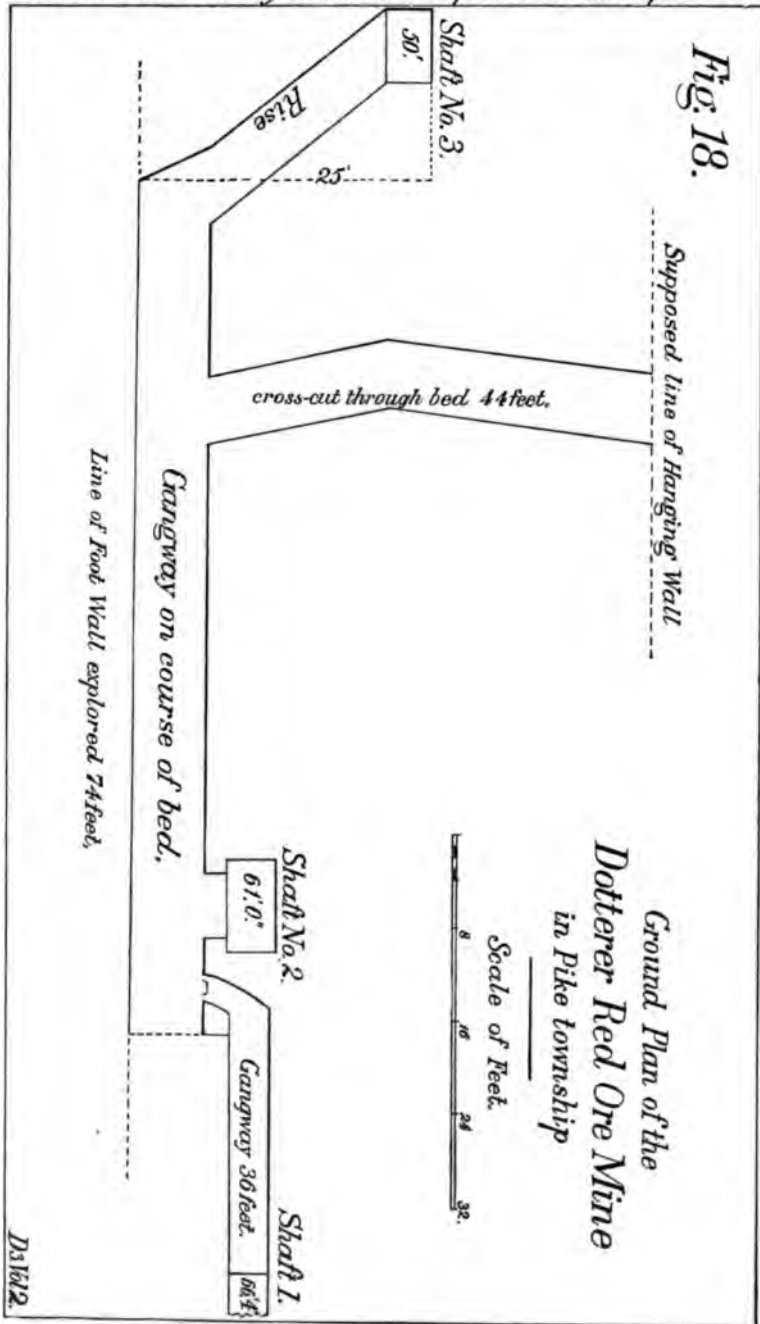 Fig. 18.
Ground Plan of the
Dotterer Red Ore Mine
in Pike township
Scale of Feet.
8 16 24 32.
Supposed line of Hanging Wall
Shaft No. 3.
50'.
Rise
25'
cross-cut through bed 44 feet.
Gangway on course of bed.
Line of Foot Wall explored 74 feet,
Shaft No. 2.
61'.0".
Gangway 36 feet.
Shaft 1.
D3 Vol 2.